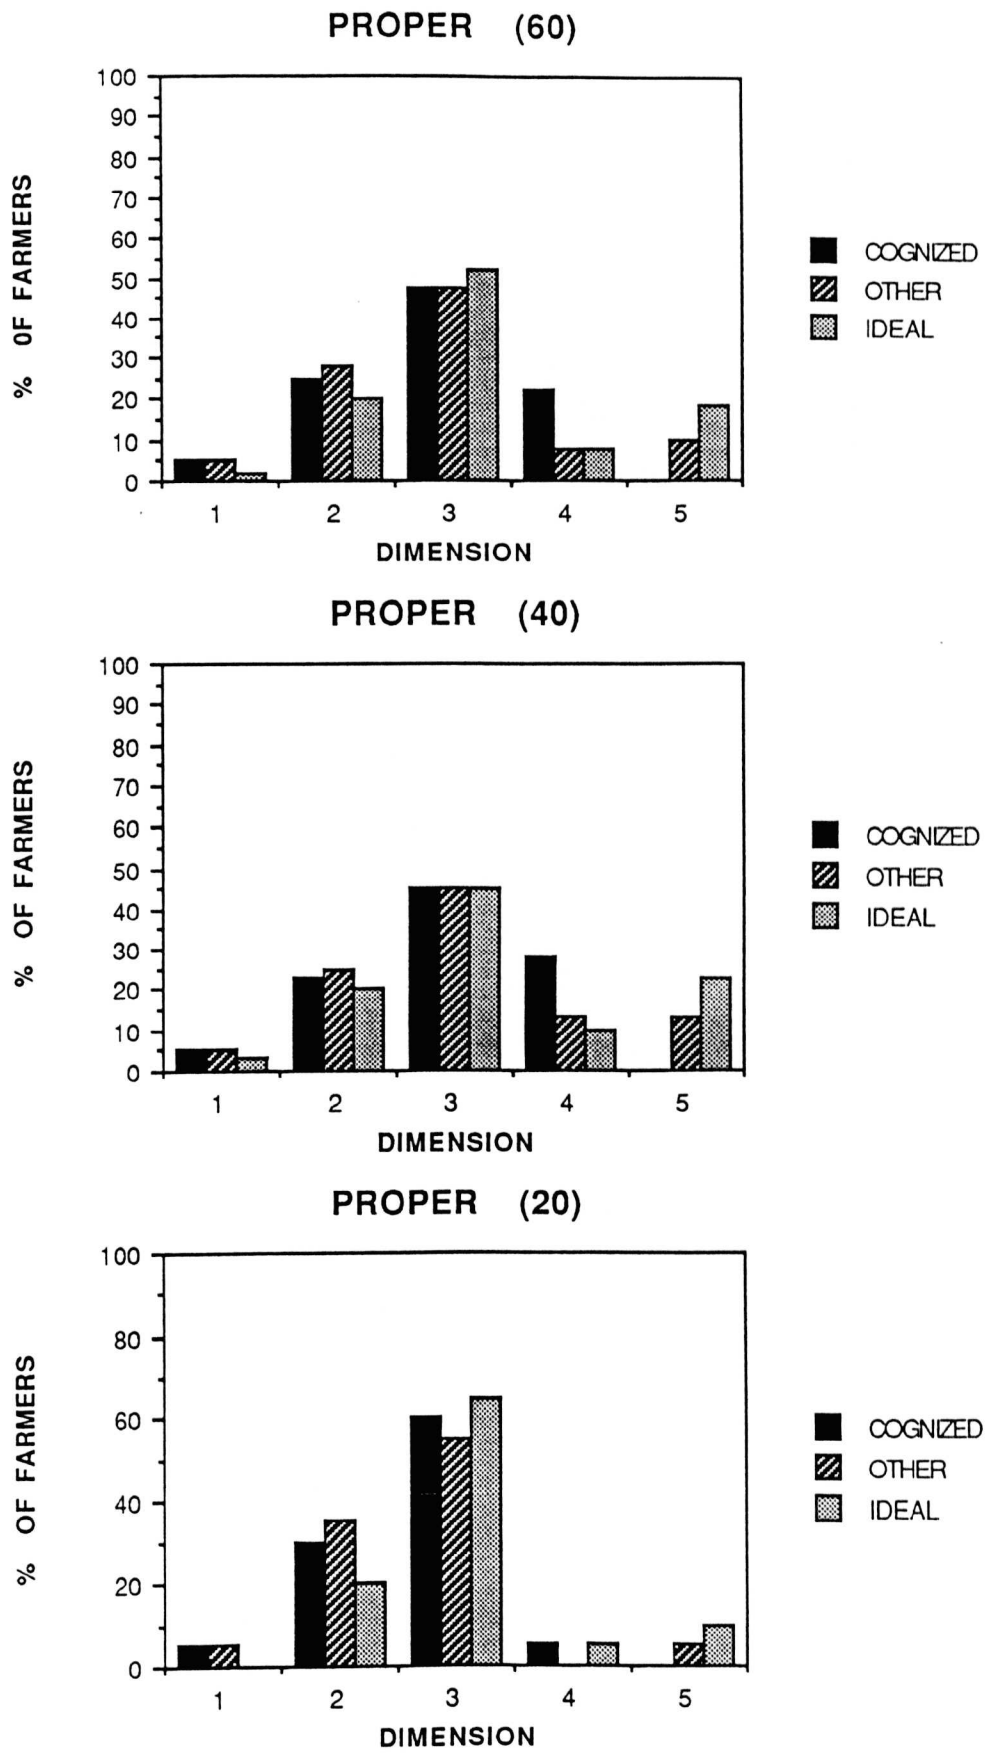 PROPER (60)
100
90
80
70
60
50
40
30
20
10
0
% 0F FARMERS
1 2 3 4 5
DIMENSION
COGNIZED
OTHER
IDEAL
PROPER (40)
100
90
80
70
60
50
40
30
20
10
0
% OF FARMERS
1 2 3 4 5
DIMENSION
COGNIZED
OTHER
IDEAL
PROPER (20)
100
80
60
40
20
0
% OF FARMERS
1 2 3 4 5
DIMENSION
COGNIZED
OTHER
IDEAL